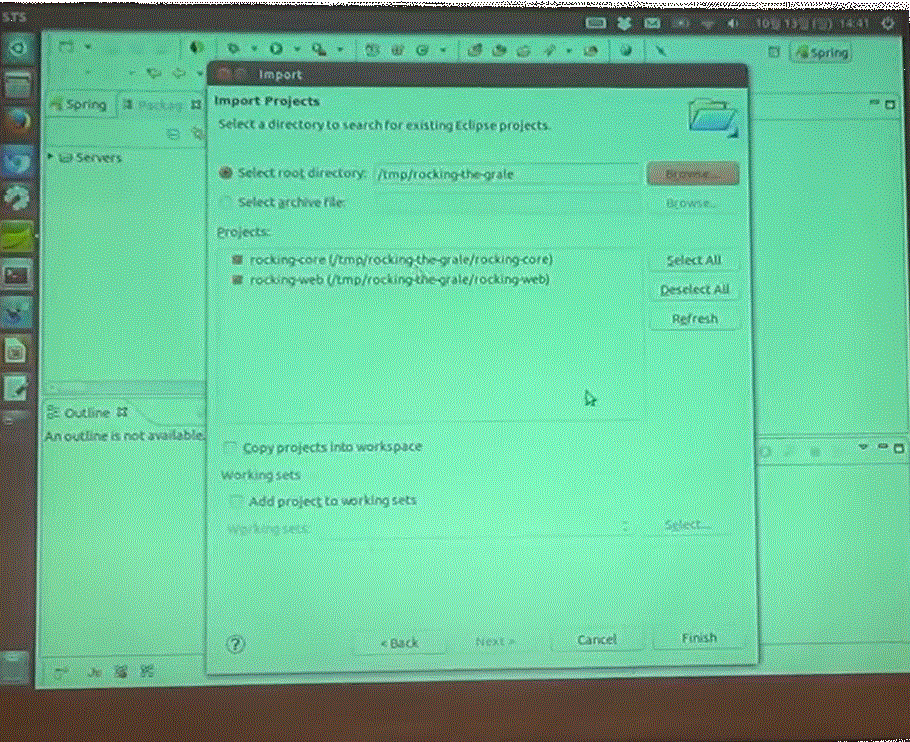 STS
14:41
Spring
Import
Spring
Import Projects
Select a directory to search for existing Eclipse projects.
Servers
Select root directory: /tmp/rocking-the-grale Browse...
Select archive file: Browse...
Projects:
rocking-core (/tmp/rocking-the-grale/rocking-core) Select All
rocking-web (/tmp/rocking-the-grale/rocking-web)
Deselect All
Refresh
Outline
An outline is not available.
Copy projects into workspace
Working sets
Add project to working sets
Working sets: Select...
? < Back Next > Cancel Finish